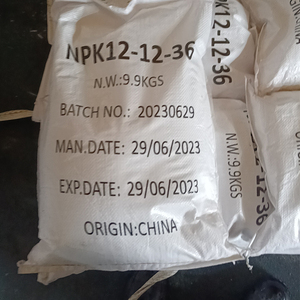 NPK12-12-36
N.W.:9.9KGS
BATCH NO.: 20230629
MAN.DATE: 29/06/2023
EXP.DATE: 29/06/2023
ORIGIN:CHINA
12-12-36
N.W.:9.9KGS
12-36